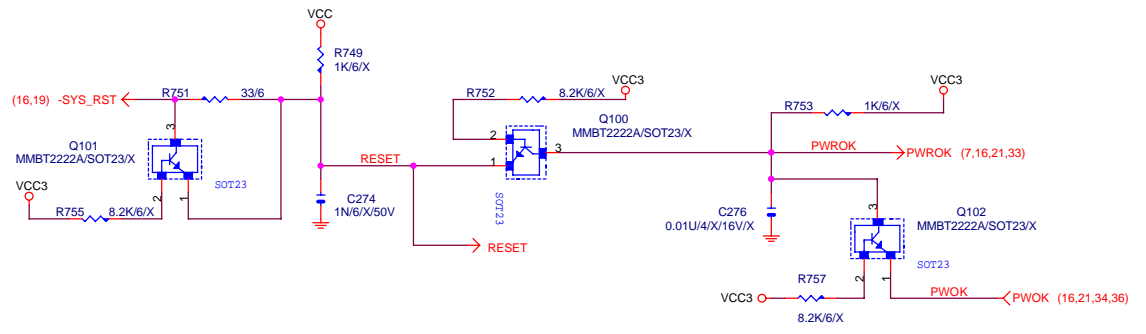 VCC
R749
1K/6/X
(16,19) -SYS_RST
R751
33/6
3
Q101
MMBT2222A/SOT23/X
SOT23
2
1
VCC3
R755
8.2K/6/X
RESET
C274
1N/6/X/50V
RESET
R752
8.2K/6/X
VCC3
Q100
MMBT2222A/SOT23/X
2
1
3
SOT23
VCC3
R753
1K/6/X
PWROK
PWROK (7,16,21,33)
C276
0.01U/4/X/16V/X
3
Q102
MMBT2222A/SOT23/X
SOT23
2
1
R757
VCC3
8.2K/6/X
PWOK
PWOK (16,21,34,36)